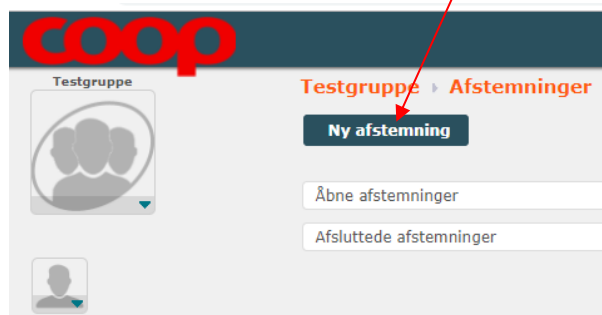 coop
Testgruppe
Testgruppe Afstemninger
Ny afstemning
Åbne afstemninger
Afsluttede afstemninger